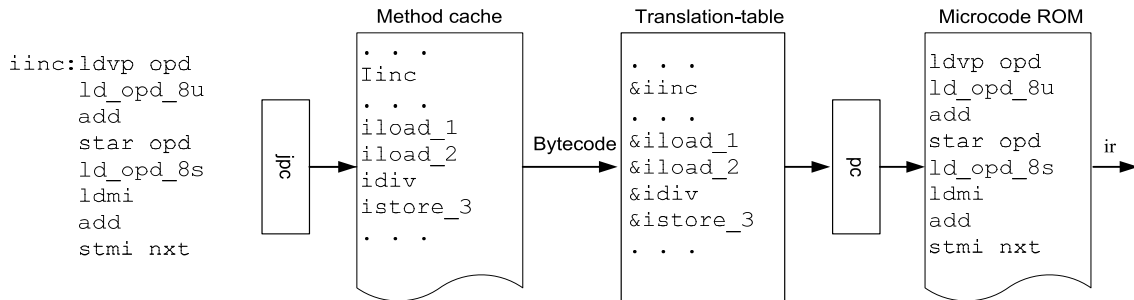 Method cache
Translation-table
Microcode ROM
iinc:ldvp opd
ld_opd_8u
add
star opd
ld_opd_8s
ldmi
add
stmi nxt
jpc
. . .
Iinc
. . .
iload_1
iload_2
idiv
istore_3
. . .
Bytecode
. . .
&iinc
. . .
&iload_1
&iload_2
&idiv
&istore_3
. . .
pc
ldvp opd
ld_opd_8u
add
star opd
ld_opd_8s
ldmi
add
stmi nxt
ir